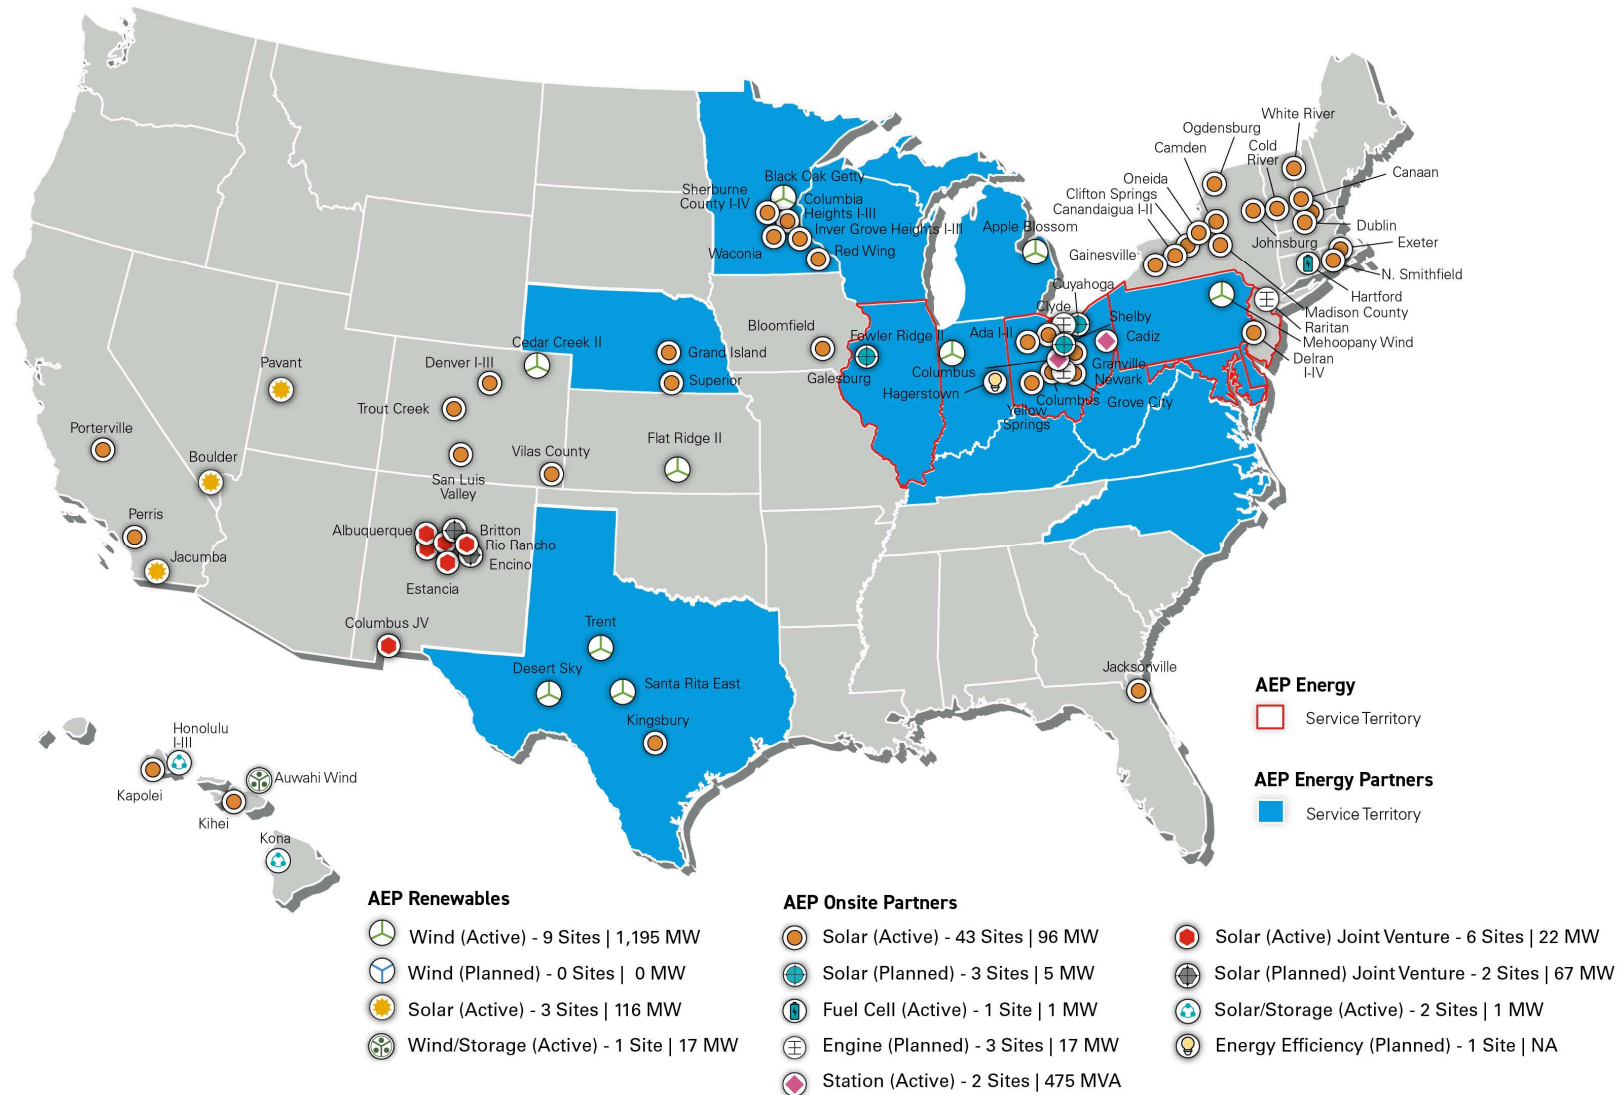 White River
Ogdensburg
Camden
Cold
River
Canaan
Oneida
Clifton Springs
Canandaigua I-II
Dublin
Johnsburg
Exeter
Gainesville
N. Smithfield
Hartford
Madison County
Raritan
Mehoopany Wind
Delran
I-IV
Black Oak Getty
Sherburne
County I-IV
Columbia
Heights I-III
Inver Grove Heights I-III
Waconia
Red Wing
Apple Blossom
Cuyahoga
Clyde
Shelby
Ada I-II
Cadiz
Bloomfield
Fowler Ridge II
Galesburg
Columbus
Granville
Hagerstown
Newark
Columbus
Grove City
Yellow
Springs
Cedar Creek II
Grand Island
Superior
Pavant
Denver I-III
Trout Creek
Porterville
Boulder
San Luis
Valley
Vilas County
Flat Ridge II
Perris
Jacumba
Albuquerque
Britton
Rio Rancho
Encino
Estancia
Columbus JV
Trent
Desert Sky
Santa Rita East
Kingsbury
Jacksonville
Honolulu
I-III
Kapolei
Auwahi Wind
Kihei
Kona
AEP Energy
Service Territory
AEP Energy Partners
Service Territory
AEP Renewables
Wind (Active) - 9 Sites | 1,195 MW
Wind (Planned) - 0 Sites | 0 MW
Solar (Active) - 3 Sites | 116 MW
Wind/Storage (Active) - 1 Site | 17 MW
AEP Onsite Partners
Solar (Active) - 43 Sites | 96 MW
Solar (Planned) - 3 Sites | 5 MW
Fuel Cell (Active) - 1 Site | 1 MW
Engine (Planned) - 3 Sites | 17 MW
Station (Active) - 2 Sites | 475 MVA
Solar (Active) Joint Venture - 6 Sites | 22 MW
Solar (Planned) Joint Venture - 2 Sites | 67 MW
Solar/Storage (Active) - 2 Sites | 1 MW
Energy Efficiency (Planned) - 1 Site | NA